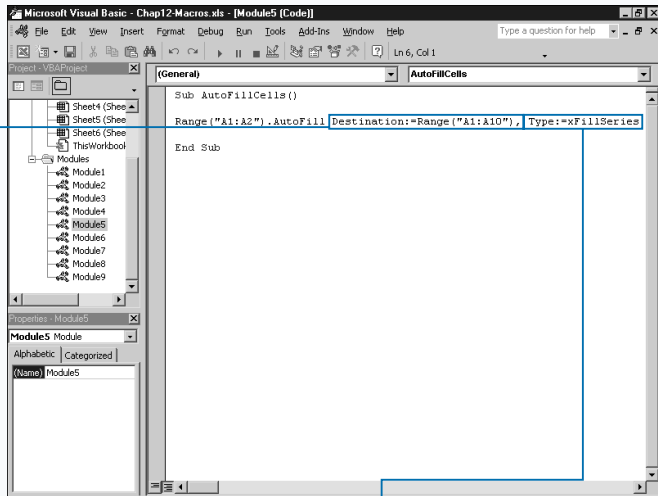 Microsoft Visual Basic - Chap12-Macros.xls - [Module5 (Code)]
File Edit View Insert Format Debug Run Tools Add-Ins Window Help Type a question for help
Ln 6, Col 1
Project - VBAProject
(General) AutoFillCells
Sheet4 (Shee
Sheet5 (Shee
Sheet6 (Shee
ThisWorkbool
Modules
Module1
Module2
Module3
Module4
Module5
Module6
Module7
Module8
Module9
Sub AutoFillCells()
Range("A1:A2").AutoFill Destination:=Range("A1:A10"), Type:=xFillSeries
End Sub
Properties - Module5
Module5 Module
Alphabetic Categorized
(Name) Module5